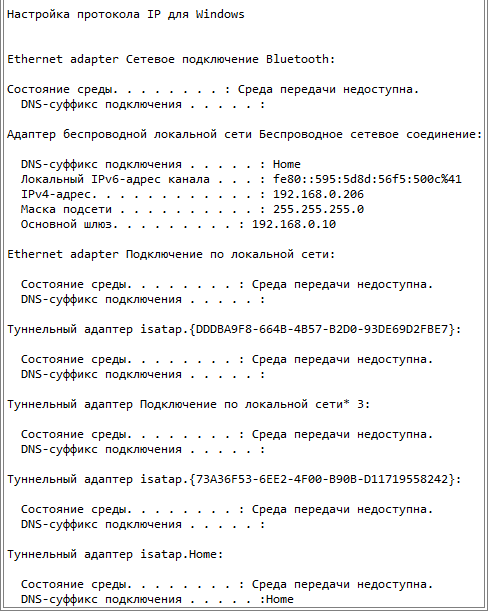 Настройка протокола IP для Windows
Ethernet adapter Сетевое подключение Bluetooth:
Состояние среды. . . . . . . . : Среда передачи недоступна.
DNS-суффикс подключения . . . . . :
Адаптер беспроводной локальной сети Беспроводное сетевое соединение:
DNS-суффикс подключения . . . . . : Home
Локальный IPv6-адрес канала . . . : fe80::595:5d8d:56f5:500c%41
IPv4-адрес. . . . . . . . . . . . : 192.168.0.206
Маска подсети . . . . . . . . . . : 255.255.255.0
Основной шлюз. . . . . . . . . : 192.168.0.10
Ethernet adapter Подключение по локальной сети:
Состояние среды. . . . . . . . : Среда передачи недоступна.
DNS-суффикс подключения . . . . . :
Туннельный адаптер isatap.{DDDBA9F8-664B-4B57-B2D0-93DE69D2FBE7}:
Состояние среды. . . . . . . . : Среда передачи недоступна.
DNS-суффикс подключения . . . . . :
Туннельный адаптер Подключение по локальной сети* 3:
Состояние среды. . . . . . . . : Среда передачи недоступна.
DNS-суффикс подключения . . . . . :
Туннельный адаптер isatap.{73A36F53-6EE2-4F00-B90B-D11719558242}:
Состояние среды. . . . . . . . : Среда передачи недоступна.
DNS-суффикс подключения . . . . . :
Туннельный адаптер isatap.Home:
Состояние среды. . . . . . . . : Среда передачи недоступна.
DNS-суффикс подключения . . . . . :Home